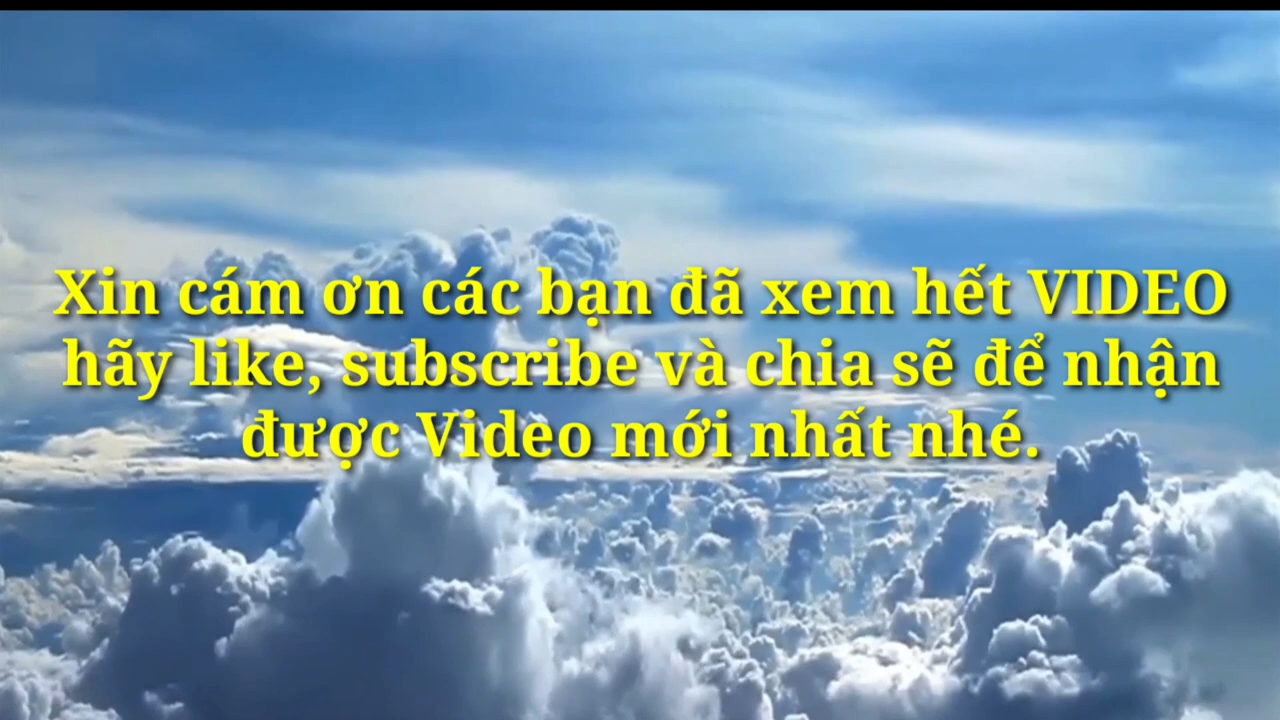 Xin cám ơn các bạn đã xem hết VIDEO
hãy like, subscribe và chia sẽ để nhận
được Video mới nhất nhé.